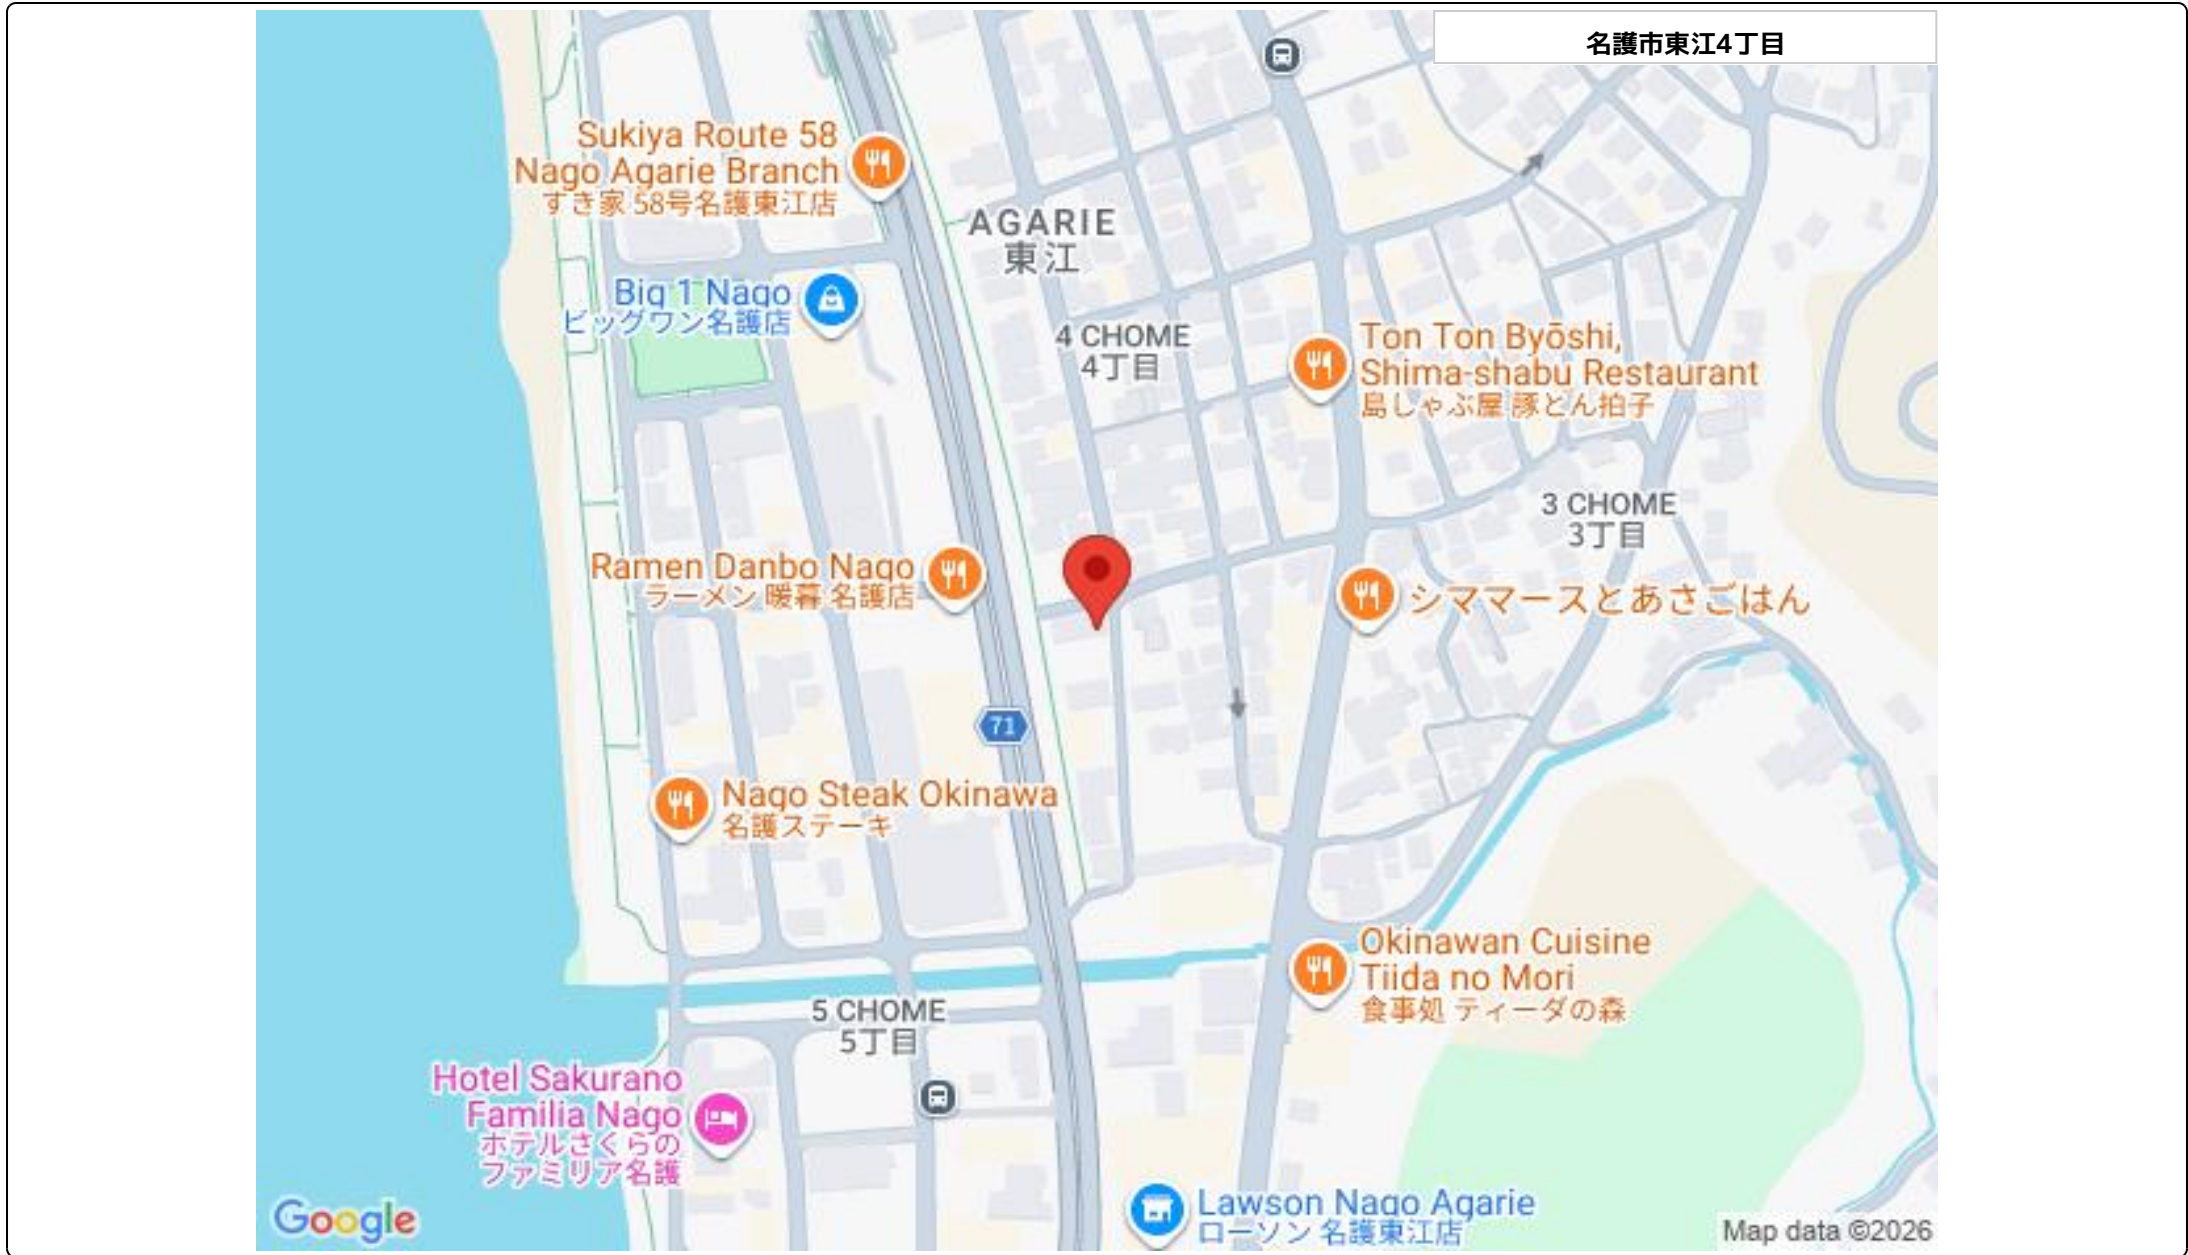 名護市東江4丁目
Sukiya Route 58
Nago Agarie Branch
すき家 58号名護東江店
AGARIE
東江
Big 1 Nago
ビッグワン名護店
4 CHOME
4丁目
Ton Ton Byōshi,
Shima-shabu Restaurant
島しゃぶ屋 豚とん拍子
3 CHOME
3丁目
Ramen Danbo Nago
ラーメン 暖暮 名護店
シママースとあさごはん
71
Nago Steak Okinawa
名護ステーキ
Okinawan Cuisine
Tiida no Mori
食事処 ティーダの森
5 CHOME
5丁目
Hotel Sakurano
Familia Nago
ホテルさくらの
ファミリア名護
Lawson Nago Agarie
ローソン 名護東江店
Google
Map data ©2026